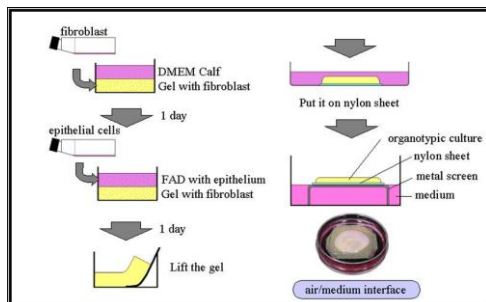 fibroblast
DMEM Calf
Gel with fibroblast
1 day
epithelial cells
FAD with epithelium
Gel with fibroblast
1 day
Lift the gel
Put it on nylon sheet
organotypic culture
nylon sheet
metal screen
medium
air/medium interface